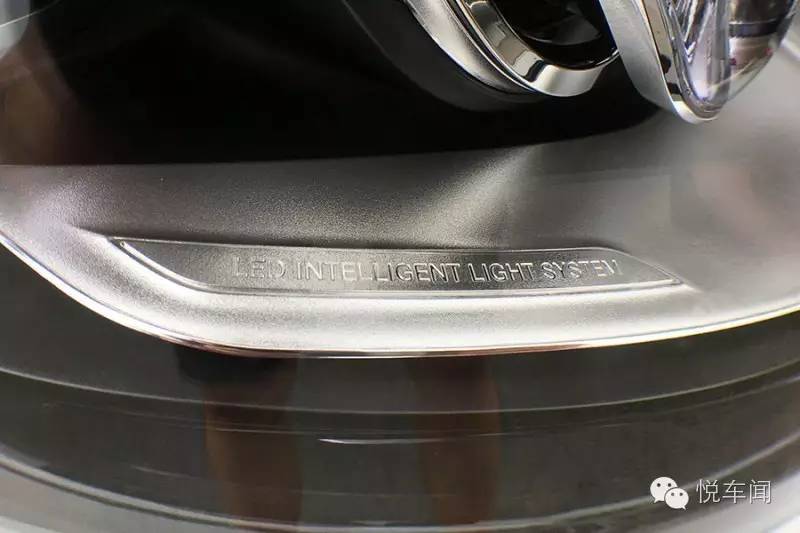 LED INTELLIGENT LIGHT SYSTEM
悦车闻